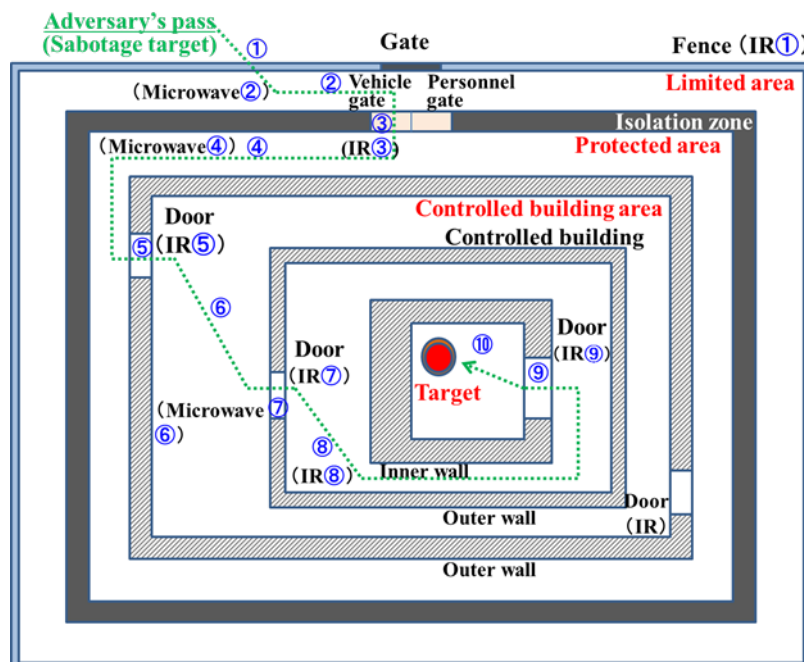 Adversary's pass
(Sabotage target)
①
Gate
Fence（IR①)
②
Vehicle
gate
Personnel
gate
Limited area
（Microwave②）
③
Isolation zone
（Microwave④）④
(IR③)
Protected area
Controlled building area
Door
（IR⑤）
⑤
Controlled building
⑥
Door
（IR⑦）
⑦
Door
（IR⑨）
⑨
⑩
Target
（Microwave
⑥）
⑧
（IR⑧）
Inner wall
Outer wall
Door
（IR）
Outer wall